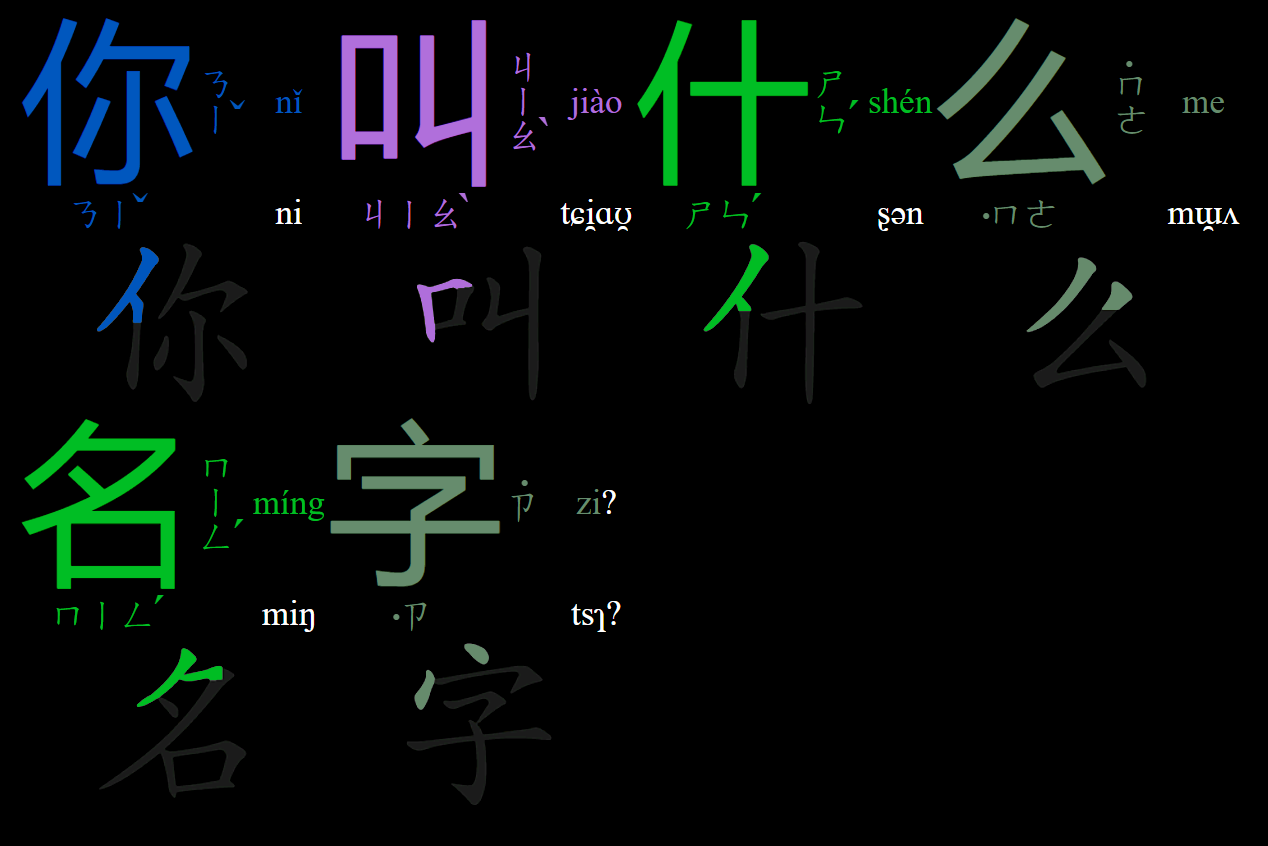 你 ㄋㄧˇ nǐ 叫 ㄐㄧㄠˋ jiào 什 ㄕㄣˊ shén 么 ˙ㄇㄜ me
ㄋㄧˇ ni ㄐㄧㄠˋ tɕi̯ɑʊ̯ ㄕㄣˊ ʂən ˙ㄇㄜ mɯ̯ʌ
你 叫 什 么
名 ㄇㄧㄥˊ míng 字 ˙ㄗ zi?
ㄇㄧㄥˊ miŋ ˙ㄗ tsɿ?
名 字